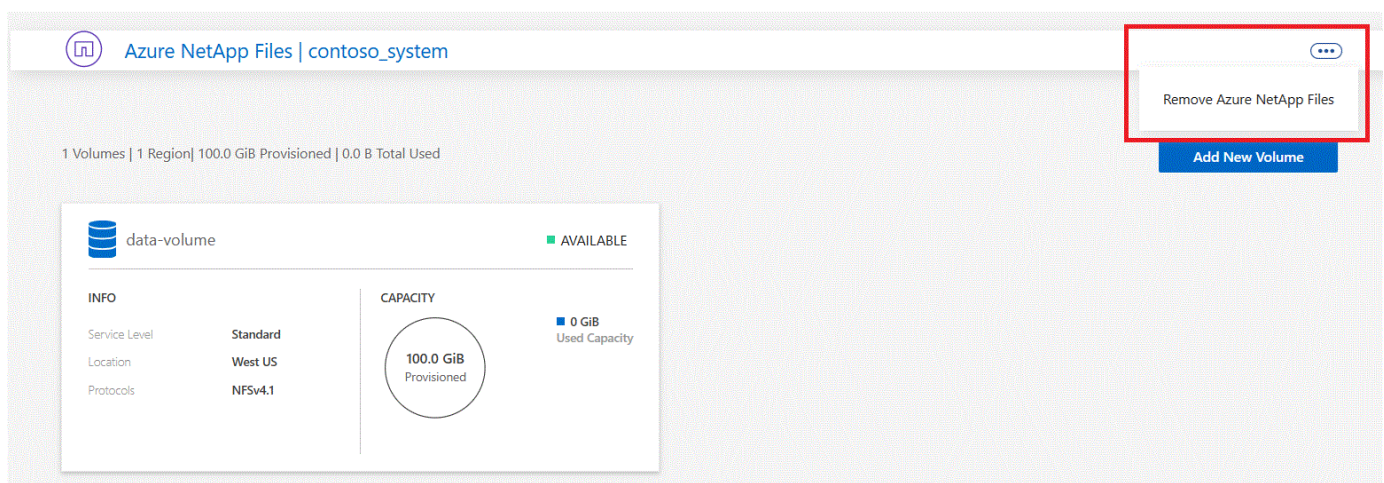 Azure NetApp Files | contoso_system
Remove Azure NetApp Files
1 Volumes | 1 Region| 100.0 GiB Provisioned | 0.0 B Total Used
Add New Volume
data-volume
AVAILABLE
INFO
Service Level Standard
Location West US
Protocols NFSv4.1
CAPACITY
100.0 GiB
Provisioned
0 GiB
Used Capacity